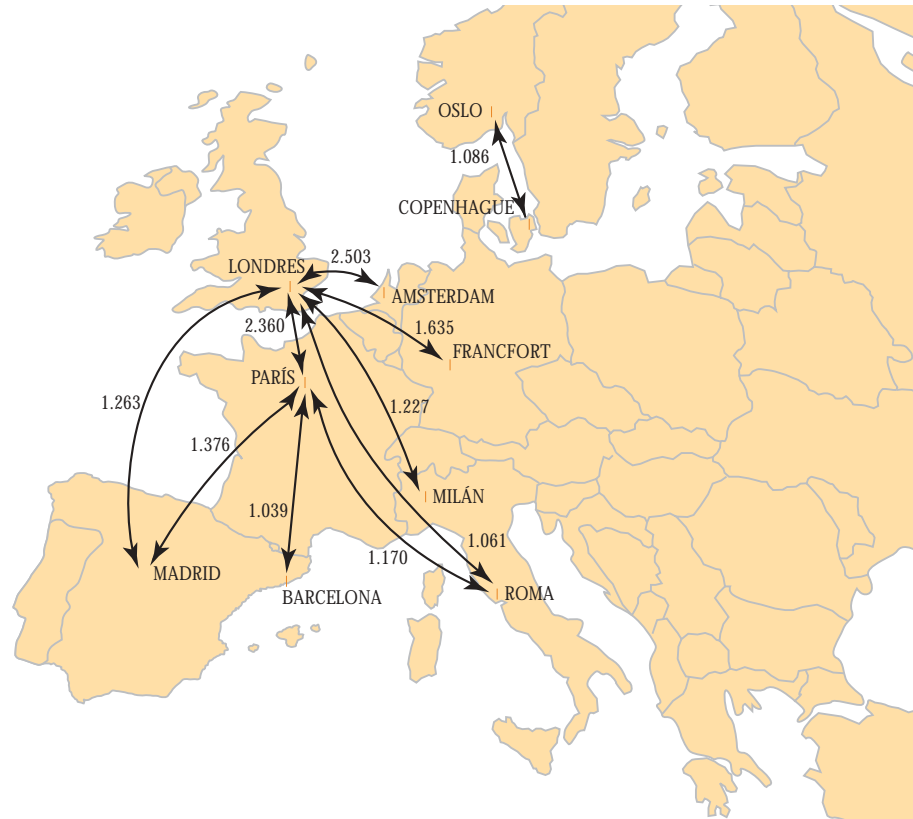 OSLO
1.086
COPENHAGUE
2.503
LONDRES
AMSTERDAM
2.360
1.635
FRANCFORT
PARÍS
1.263
1.227
1.376
MILÁN
1.039
1.061
1.170
MADRID
BARCELONA
ROMA